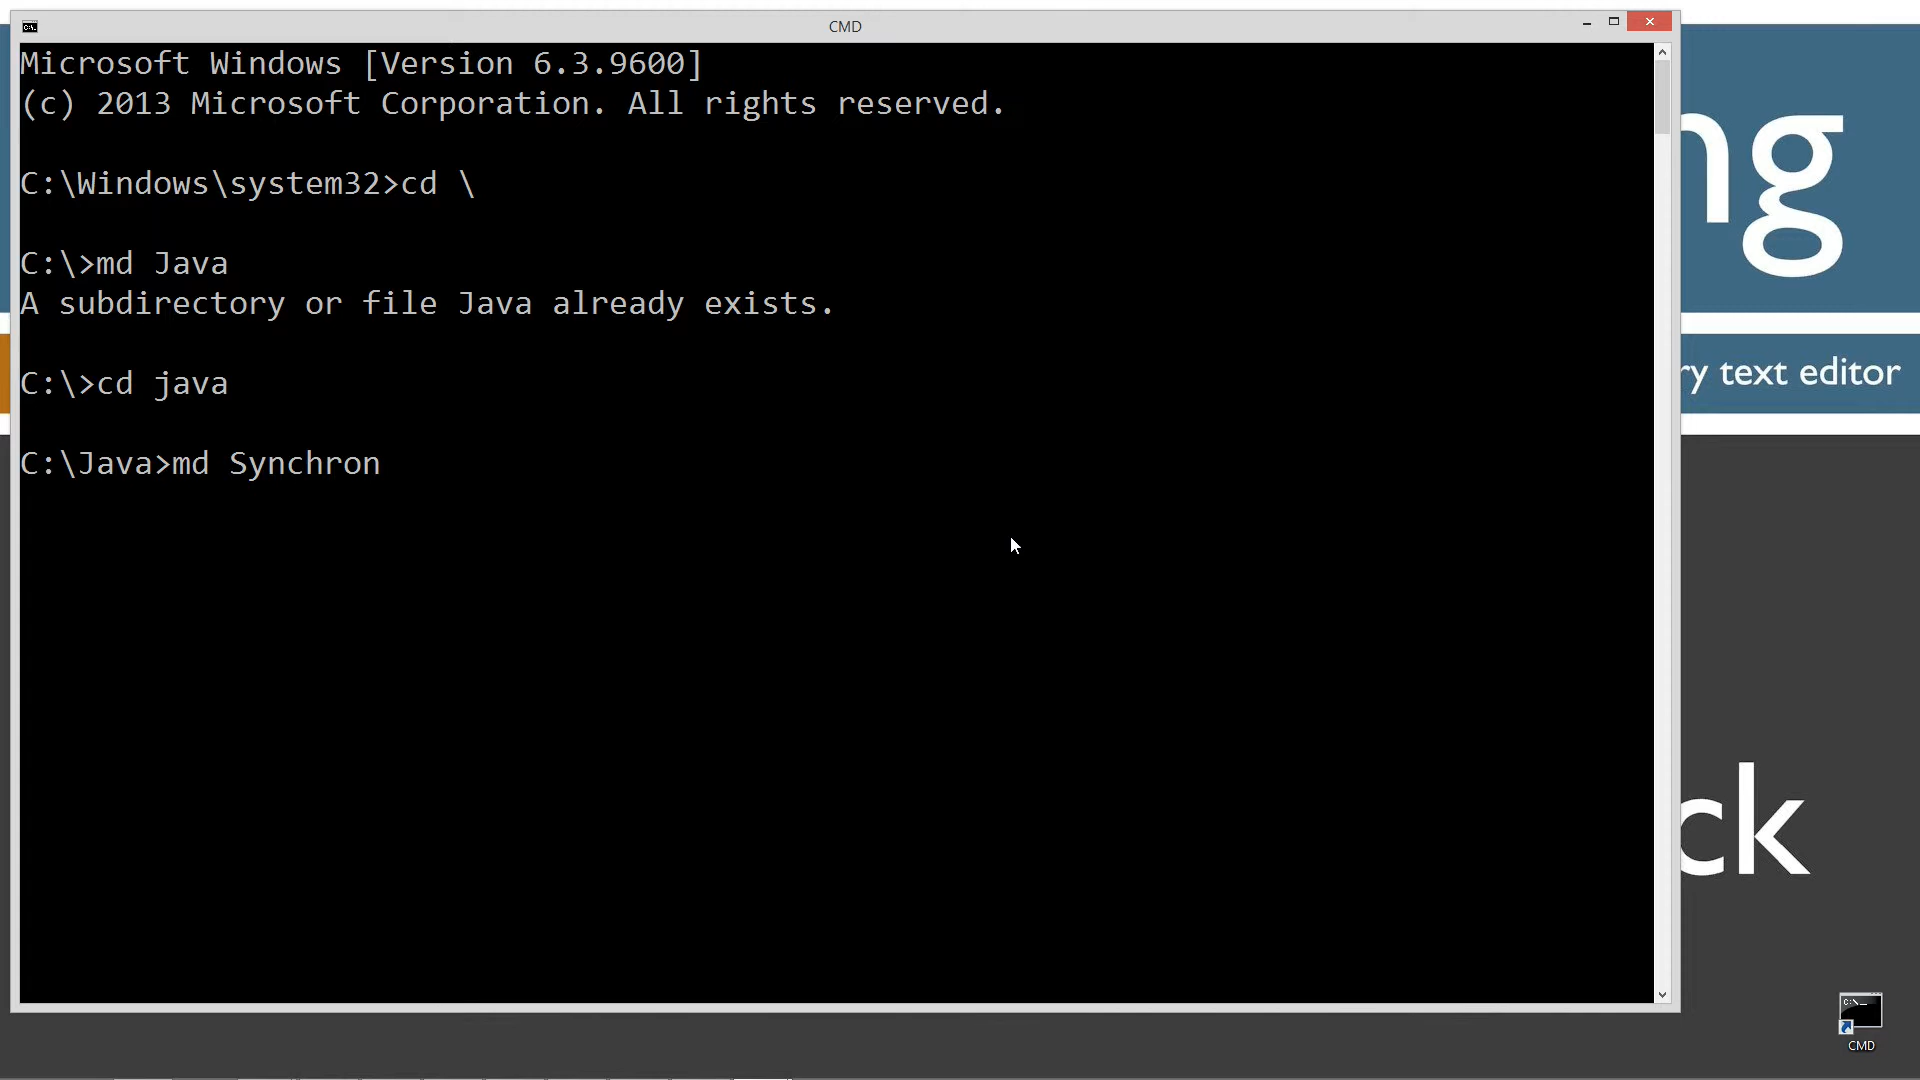 CMD
Microsoft Windows [Version 6.3.9600]
(c) 2013 Microsoft Corporation. All rights reserved.
C:\Windows\system32>cd \
C:\>md Java
A subdirectory or file Java already exists.
C:\>cd java
C:\Java>md Synchron
ng
ry text editor
ck
CMD